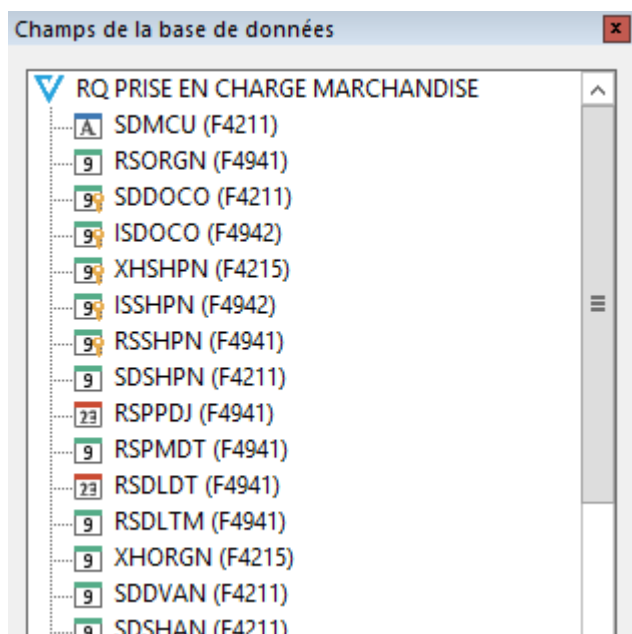 Champs de la base de données
RQ PRISE EN CHARGE MARCHANDISE
SDMCU (F4211)
RSORGN (F4941)
SDDOCO (F4211)
ISDOCO (F4942)
XHSHPN (F4215)
ISSHPN (F4942)
RSSHPN (F4941)
SDSHPN (F4211)
RSPPDJ (F4941)
RSPMDT (F4941)
RSDLDT (F4941)
RSDLTM (F4941)
XHORGN (F4215)
SDDVAN (F4211)
SDSHAN (F4211)